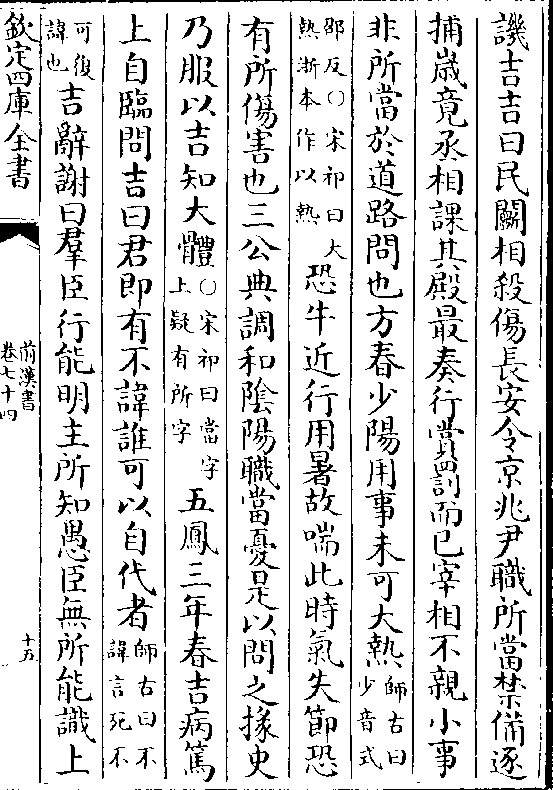 譏吉吉曰民鬭相殺傷長安令京兆尹職所當禁備逐
捕歲竟丞相課其殿最奏行賞罰而已宰相不親小事
非所當於道路問也方春少陽用事未可大熱師古曰少音式
邵反○宋祁曰大熱浙本作以熱恐牛近行用暑故喘此時氣失節恐
有所傷害也三公典調和陰陽職當憂是以問之掾史
乃服以吉知大體○宋祁曰當字上疑有所字五鳳三年春吉病篤
上自臨問吉曰君即有不諱誰可以自代者師古曰不諱言死不
可復諱也吉辭謝曰羣臣行能明主所知愚臣無所能識上
欽定四庫全書
前漢書
卷七十四
十五